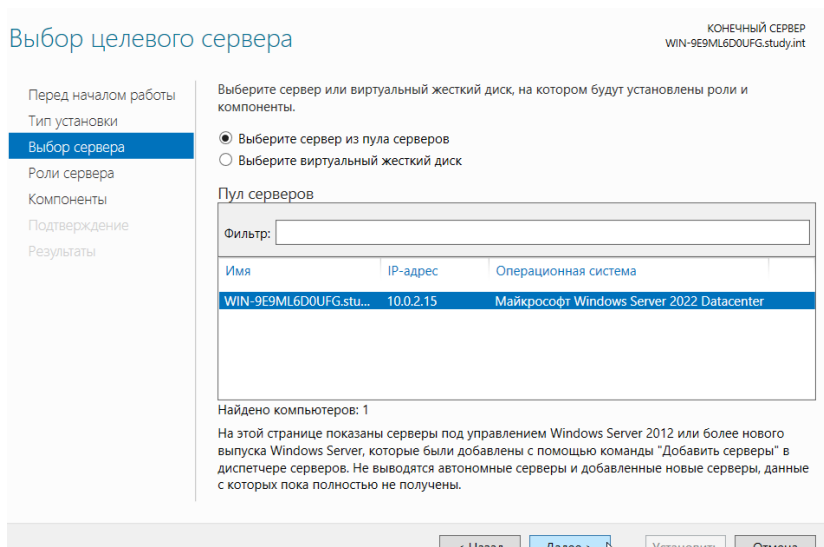 Выбор целевого сервера
КОНЕЧНЫЙ СЕРВЕР
WIN-9E9ML6D0UFG.study.int
Перед началом работы
Тип установки
Выбор сервера
Роли сервера
Компоненты
Подтверждение
Результаты
Выберите сервер или виртуальный жесткий диск, на котором будут установлены роли и
компоненты.
Выберите сервер из пула серверов
Выберите виртуальный жесткий диск
Пул серверов
Фильтр:
Имя IP-адрес Операционная система
WIN-9E9ML6D0UFG.stu... 10.0.2.15 Майкрософт Windows Server 2022 Datacenter
Найдено компьютеров: 1
На этой странице показаны серверы под управлением Windows Server 2012 или более нового
выпуска Windows Server, которые были добавлены с помощью команды "Добавить серверы" в
диспетчере серверов. Не выводятся автономные серверы и добавленные новые серверы, данные
с которых пока полностью не получены.
< Назад Далее > Установить Отмена